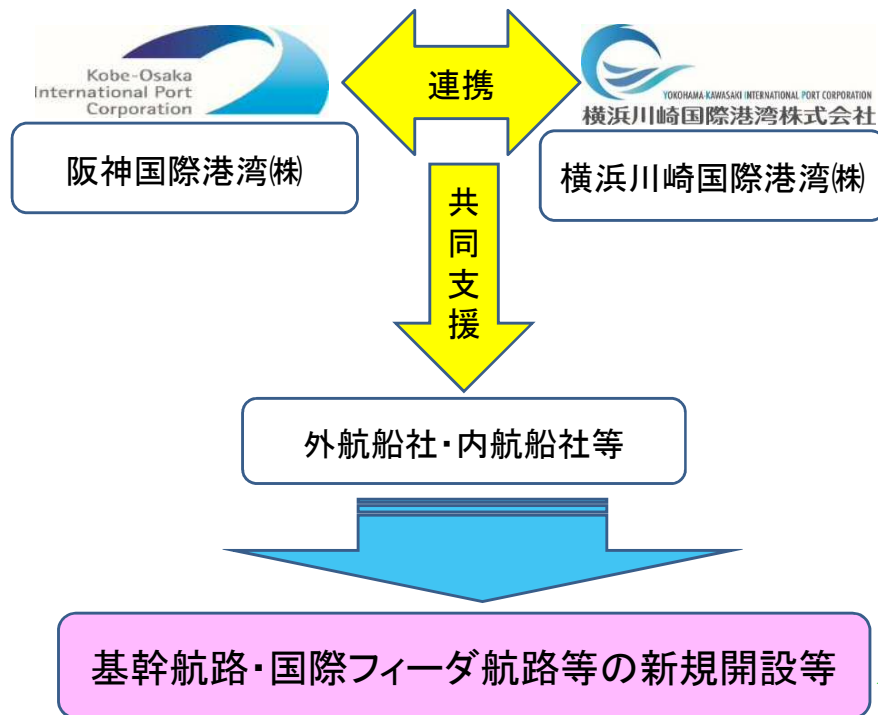 Kobe-Osaka
International Port
Corporation
連携
YOKOHAMA-KAWASAKI INTERNATIONAL PORT CORPORATION
横浜川崎国際港湾株式会社
阪神国際港湾㈱
横浜川崎国際港湾㈱
共同支援
外航船社・内航船社等
基幹航路・国際フィーダ航路等の新規開設等